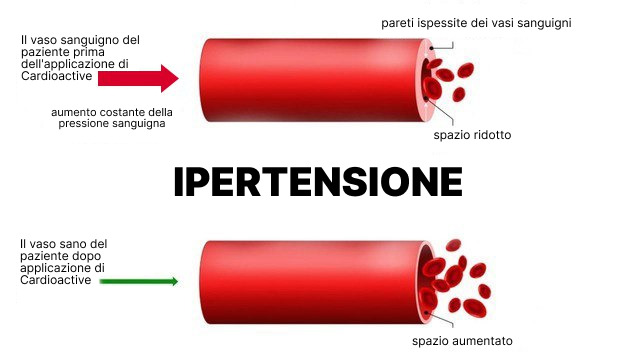 pareti ispessite dei vasi sanguigni
Il vaso sanguigno del
paziente prima
dell'applicazione di
Cardioactive
aumento costante della
pressione sanguigna
spazio ridotto
IPERTENSIONE
Il vaso sano del
paziente dopo
applicazione di
Cardioactive
spazio aumentato